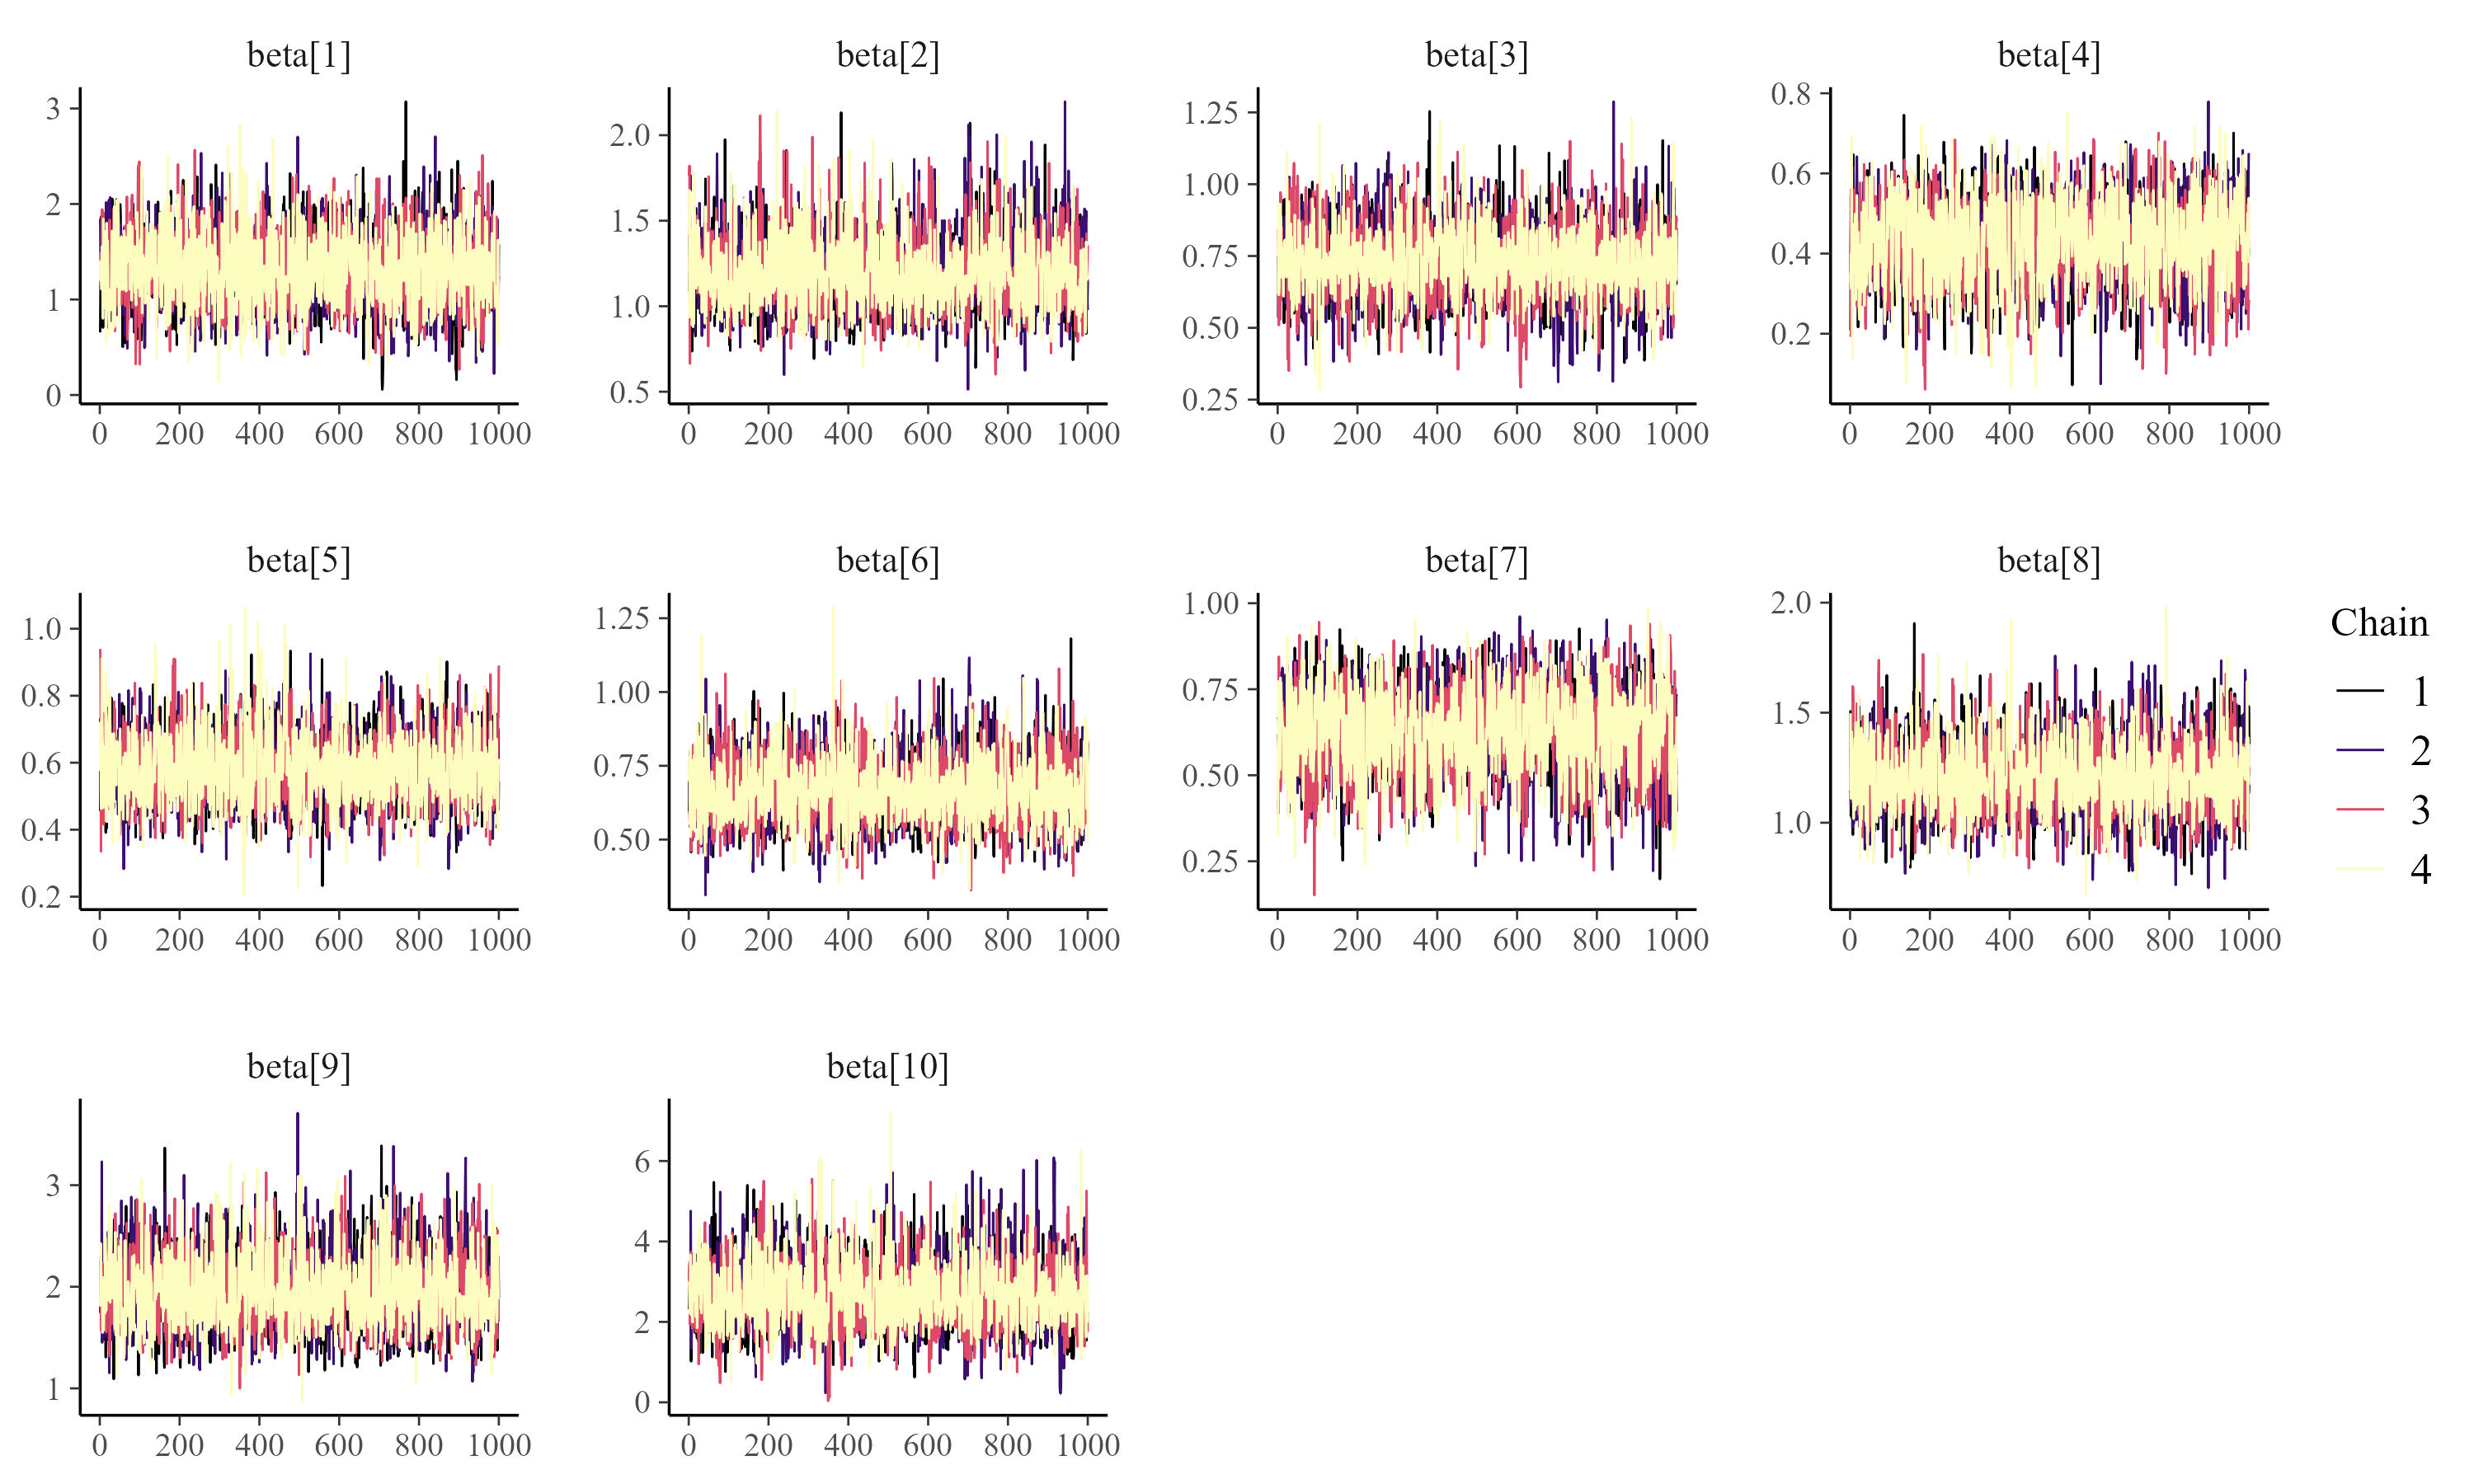 beta[1] beta[2] beta[3] beta[4]
3 2 1 0
2.0 1.5 1.0 0.5
1.25 1.00 0.75 0.50 0.25
0.8 0.6 0.4 0.2
0 200 400 600 800 1000
0 200 400 600 800 1000
0 200 400 600 800 1000
0 200 400 600 800 1000
beta[5] beta[6] beta[7] beta[8]
1.0 0.8 0.6 0.4 0.2
1.25 1.00 0.75 0.50
1.00 0.75 0.50 0.25
2.0 1.5 1.0
0 200 400 600 800 1000
0 200 400 600 800 1000
0 200 400 600 800 1000
0 200 400 600 800 1000
Chain
1
2
3
4
beta[9] beta[10]
3 2 1
6 4 2 0
0 200 400 600 800 1000
0 200 400 600 800 1000